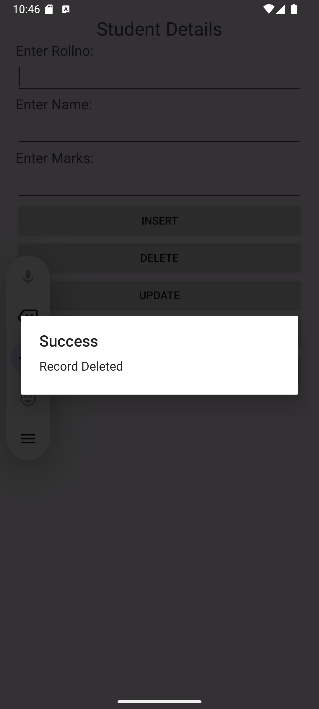 10:46
Student Details
Enter Rollno:
Enter Name:
Enter Marks:
INSERT
DELETE
UPDATE
Success
Record Deleted